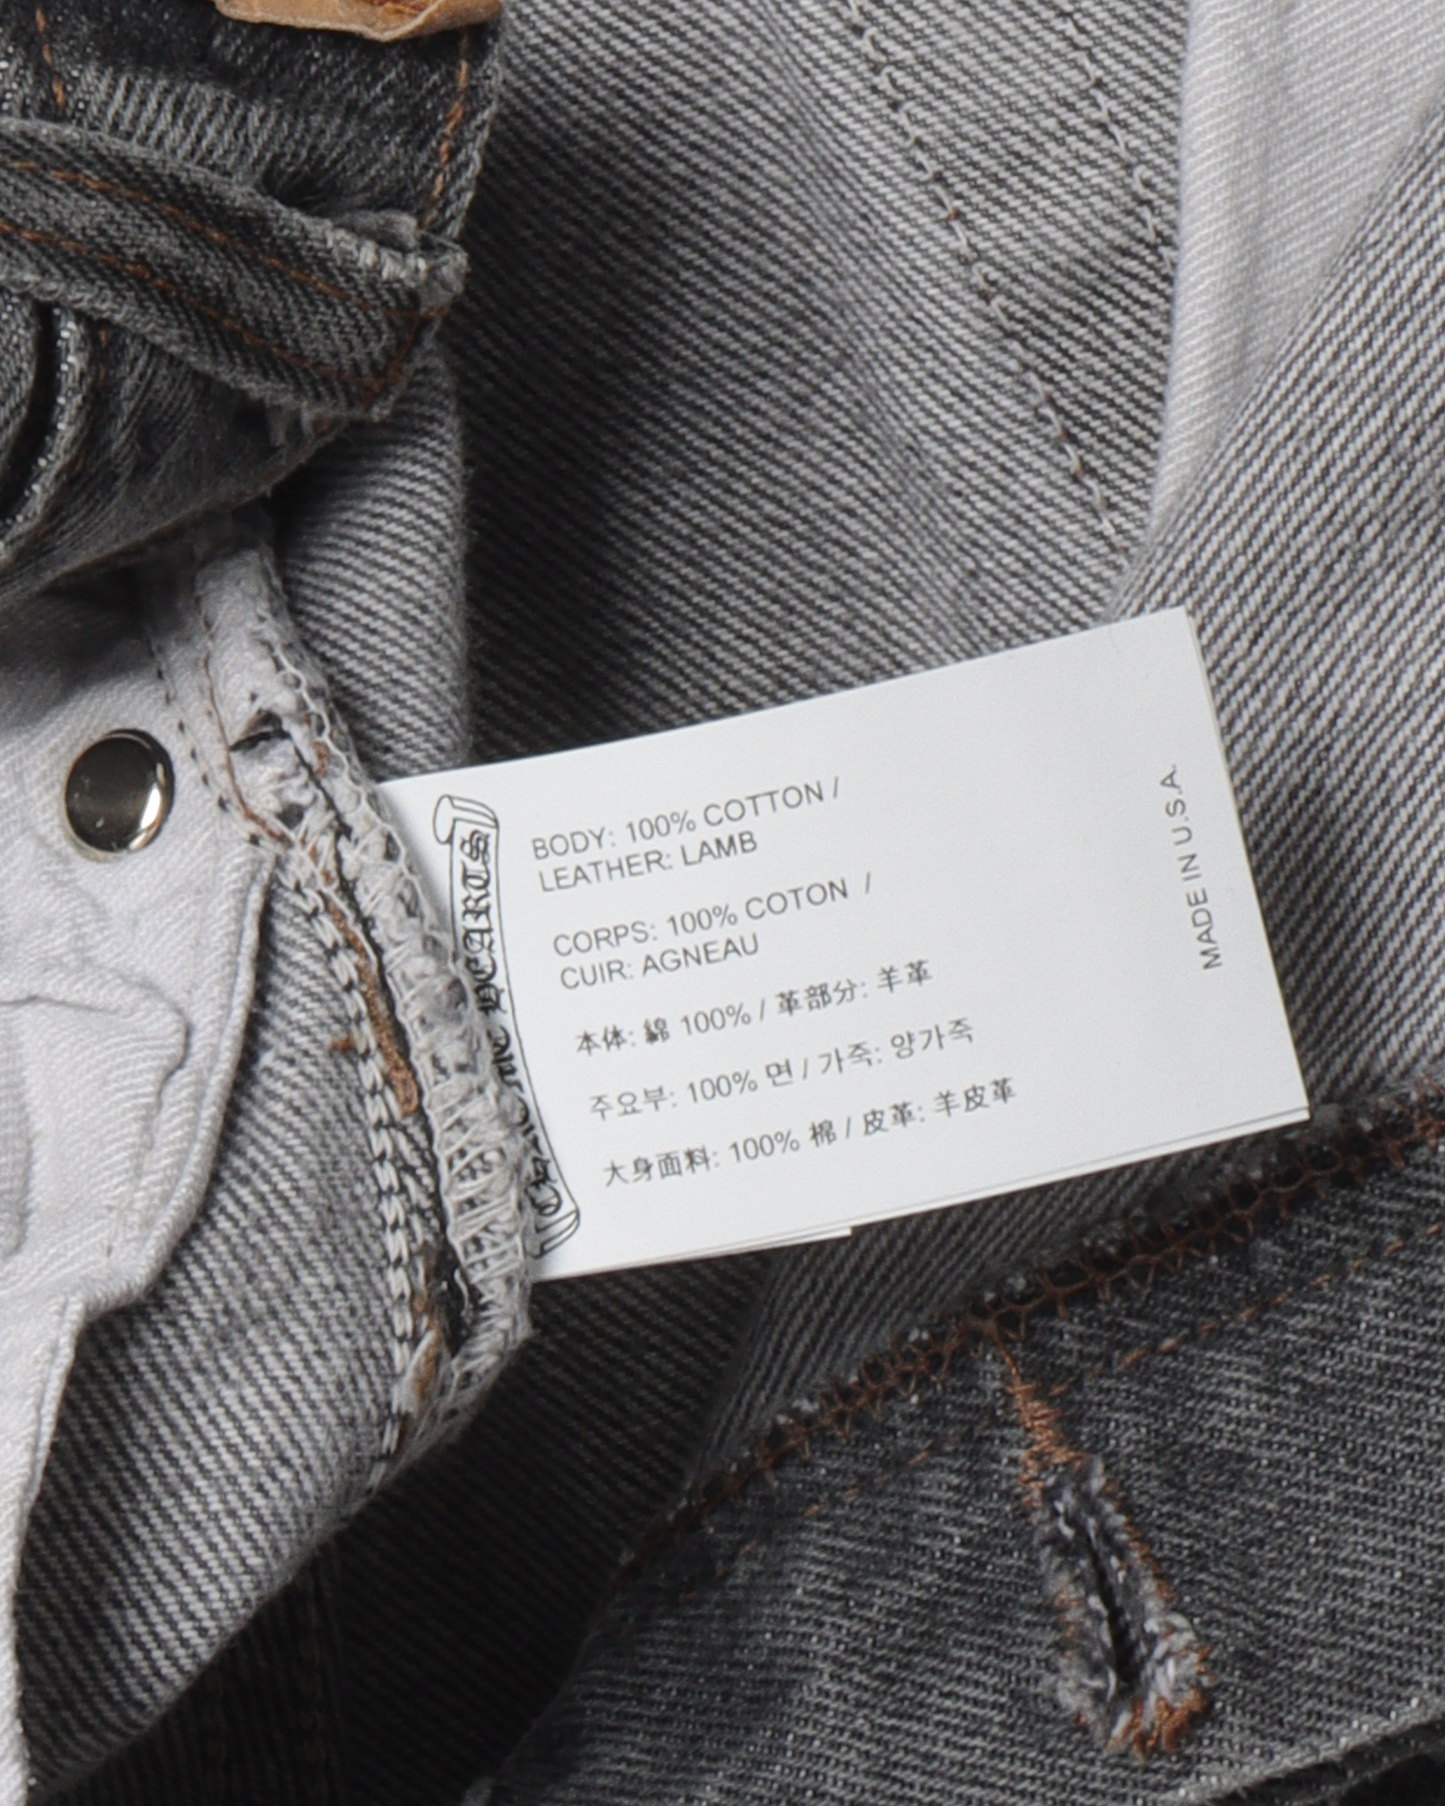 CHROME HEARTS
BODY: 100% COTTON /
LEATHER: LAMB
CORPS: 100% COTON /
CUIR: AGNEAU
本体: 綿 100% / 革部分: 羊革
주요부: 100% 면 / 가죽: 양가죽
大身面料: 100% 棉 / 皮革: 羊皮革
MADE IN U.S.A.